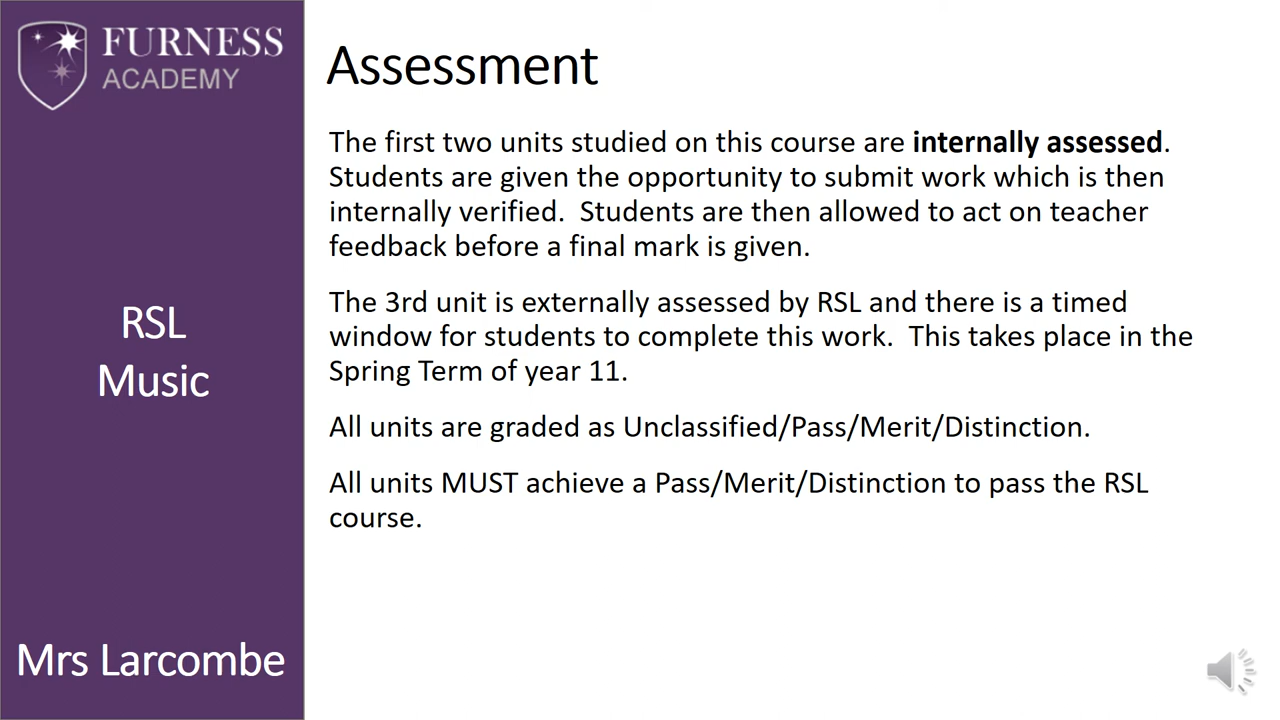 FURNESS
ACADEMY
RSL
Music
Mrs Larcombe
Assessment
The first two units studied on this course are internally assessed.
Students are given the opportunity to submit work which is then
internally verified.  Students are then allowed to act on teacher
feedback before a final mark is given.
The 3rd unit is externally assessed by RSL and there is a timed
window for students to complete this work.  This takes place in the
Spring Term of year 11.
All units are graded as Unclassified/Pass/Merit/Distinction.
All units MUST achieve a Pass/Merit/Distinction to pass the RSL
course.